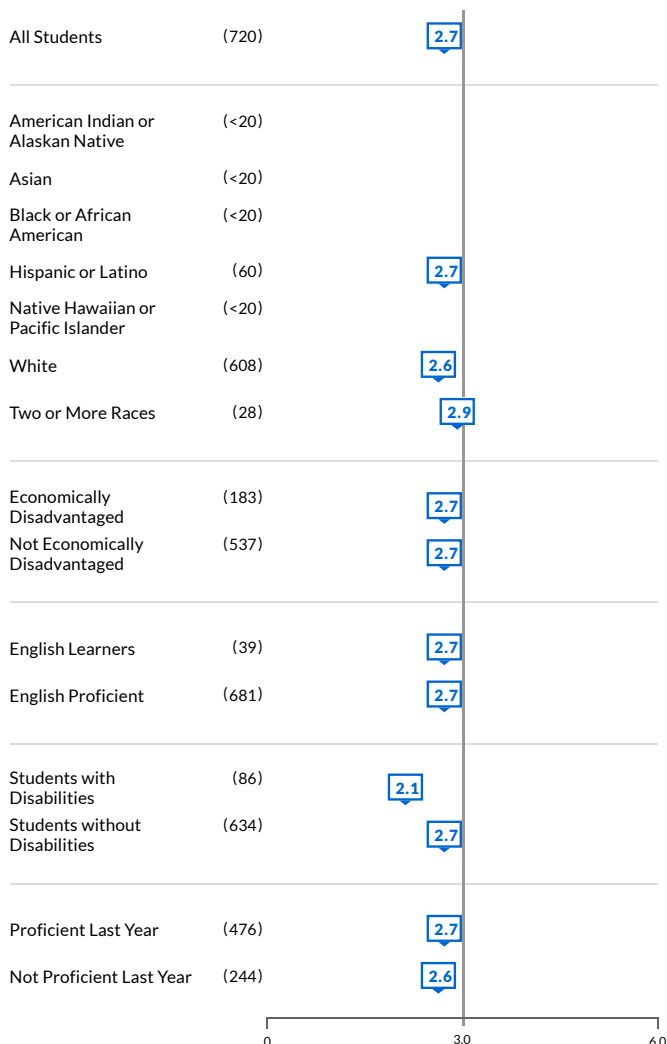 All Students (720) 2.7
American Indian or (<20)
Alaskan Native
Asian (<20)
Black or African (<20)
American
Hispanic or Latino (60) 2.7
Native Hawaiian or (<20)
Pacific Islander
White (608) 2.6
Two or More Races (28) 2.9
Economically (183) 2.7
Disadvantaged
Not Economically (537) 2.7
Disadvantaged
English Learners (39) 2.7
English Proficient (681) 2.7
Students with (86) 2.1
Disabilities
Students without (634) 2.7
Disabilities
Proficient Last Year (476) 2.7
Not Proficient Last Year (244) 2.6
0 3.0 6.0